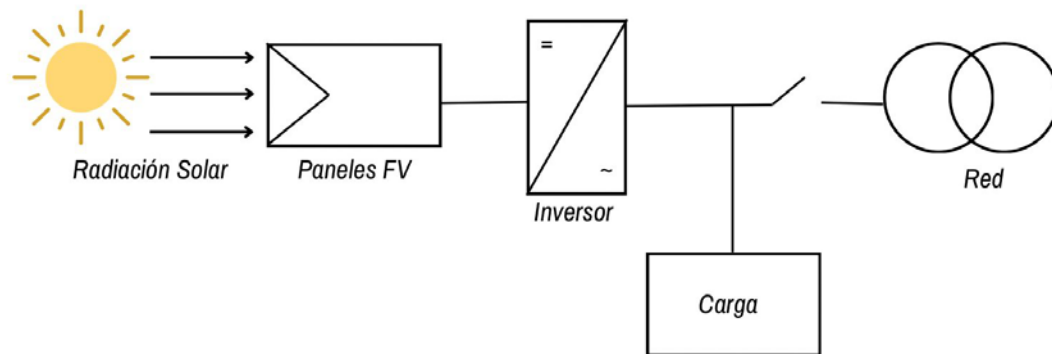 =
~
Radiación Solar
Paneles FV
Inversor
Red
Carga